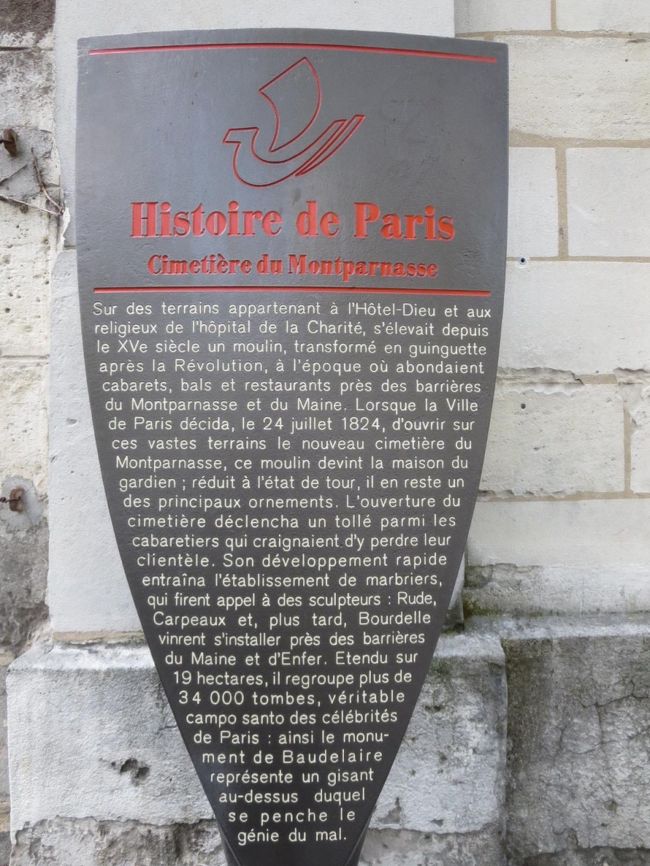 Histoire de Paris
Cimetière du Montparnasse
Sur des terrains appartenant à l'Hôtel-Dieu et aux
religieux de l'hôpital de la Charité, s'élevait depuis
le XVe siècle un moulin, transformé en guinguette
après la Révolution, à l'époque où abondaient
cabarets, bals et restaurants près des barrières
du Montparnasse et du Maine. Lorsque la Ville
de Paris décida, le 24 juillet 1824, d'ouvrir sur
ces vastes terrains le nouveau cimetière du
Montparnasse, ce moulin devint la maison du
gardien ; réduit à l'état de tour, il en reste un
des principaux ornements. L'ouverture du
cimetière déclencha un tollé parmi les
cabaretiers qui craignaient d'y perdre leur
clientèle. Son développement rapide
entraîna l'établissement de marbriers,
qui firent appel à des sculpteurs : Rude,
Carpeaux et, plus tard, Bourdelle
vinrent s'installer près des barrières
du Maine et d'Enfer. Etendu sur
19 hectares, il regroupe plus de
34 000 tombes, véritable
campo santo des célébrités
de Paris : ainsi le monu-
ment de Baudelaire
représente un gisant
au-dessus duquel
se penche le
génie du mal.